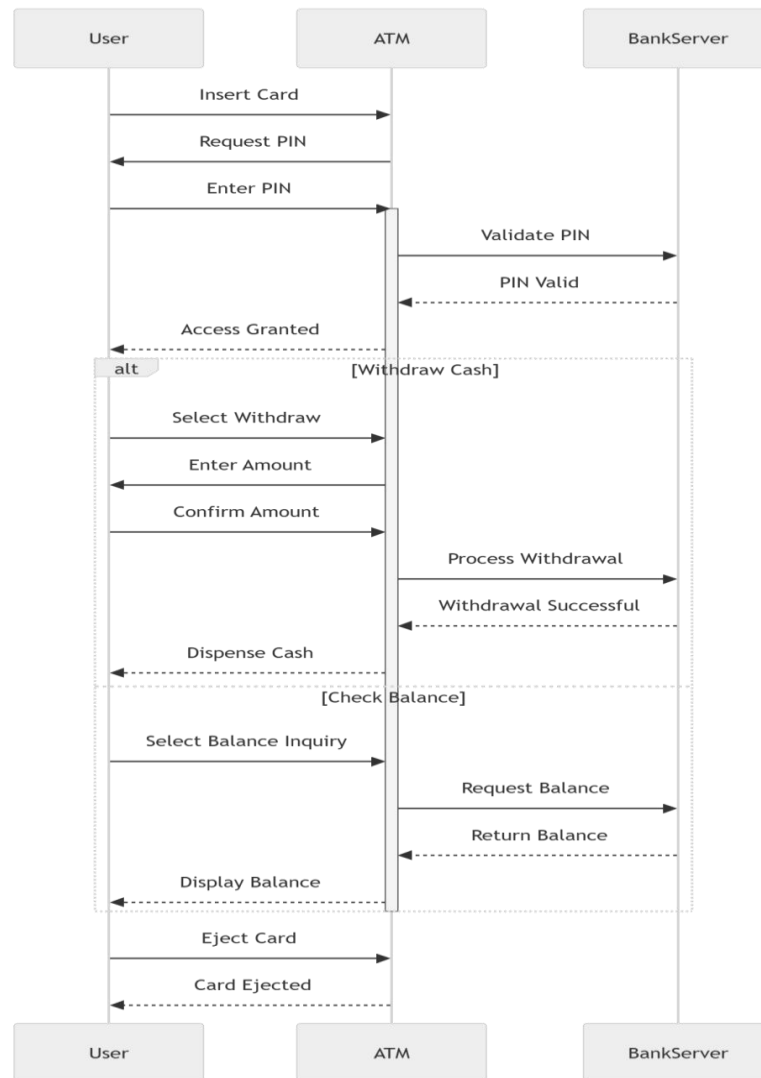 User ATM BankServer
Insert Card
Request PIN
Enter PIN
Validate PIN
PIN Valid
Access Granted
alt [Withdraw Cash]
Select Withdraw
Enter Amount
Confirm Amount
Process Withdrawal
Withdrawal Successful
Dispense Cash
[Check Balance]
Select Balance Inquiry
Request Balance
Return Balance
Display Balance
Eject Card
Card Ejected
User ATM BankServer